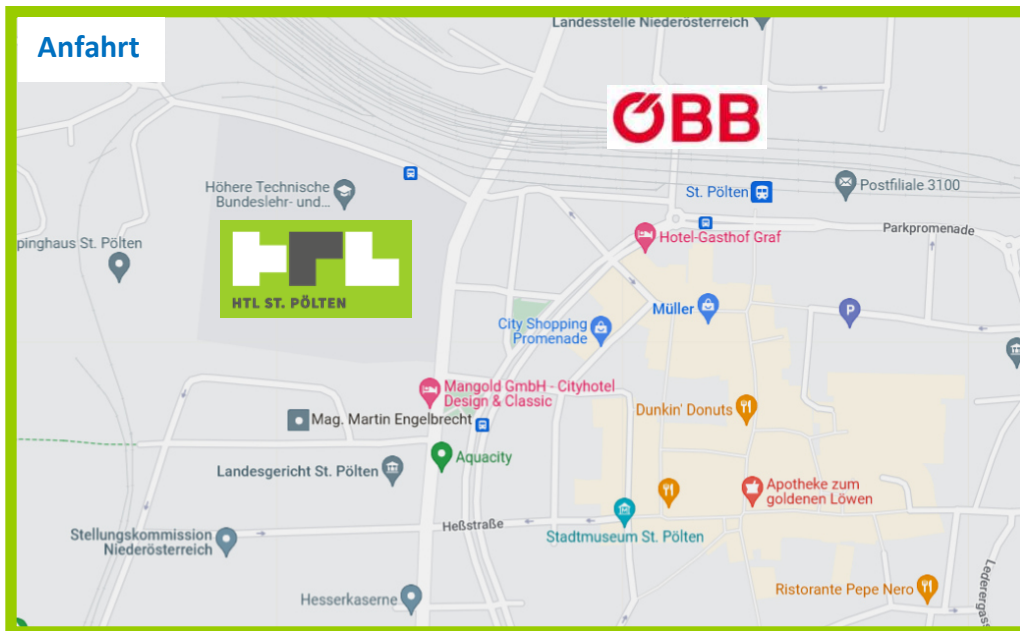 Landesstelle Niederösterreich
Anfahrt
ÖBB
Höhere Technische
Bundeslehr- und...
St. Pölten
Postfiliale 3100
pinghaus St. Pölten
HTL
HTL ST. PÖLTEN
Hotel-Gasthof Graf
Parkpromenade
Müller
P
City Shopping
Promenade
Mangold GmbH - Cityhotel
Design & Classic
Mag. Martin Engelbrecht
Dunkin' Donuts
Aquacity
Landesgericht St. Pölten
Apotheke zum
goldenen Löwen
Heßstraße
Stellungskommission
Niederösterreich
Stadtmuseum St. Pölten
Lederergass
Hesserkaserne
Ristorante Pepe Nero